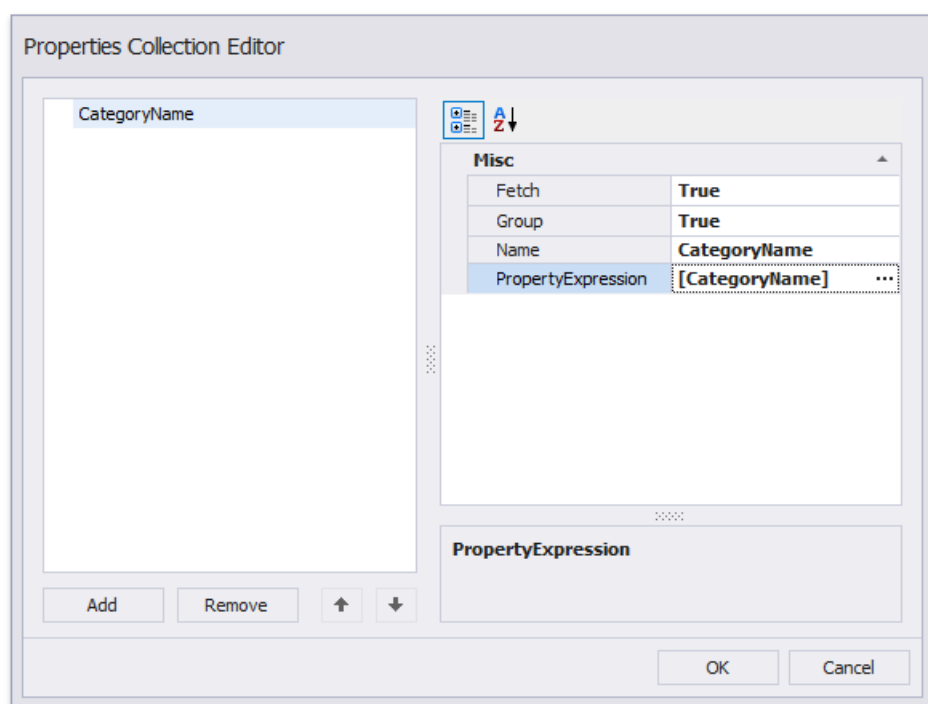 Properties Collection Editor
CategoryName
A
Z
Misc
Fetch True
Group True
Name CategoryName
PropertyExpression [CategoryName] ...
PropertyExpression
Add Remove
OK Cancel